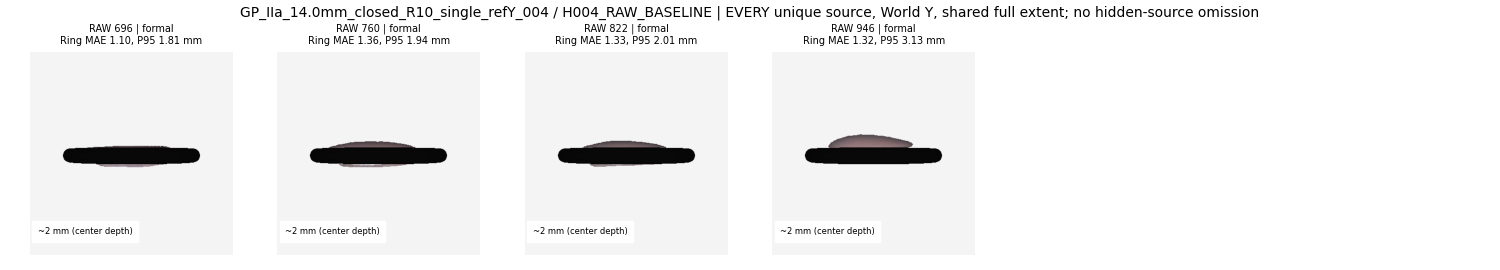 GP_IIa_14.0mm_closed_R10_single_refY_004 / H004_RAW_BASELINE | EVERY unique source, World Y, shared full extent; no hidden-source omission
RAW 696 | formal
Ring MAE 1.10, P95 1.81 mm
RAW 760 | formal
Ring MAE 1.36, P95 1.94 mm
RAW 822 | formal
Ring MAE 1.33, P95 2.01 mm
RAW 946 | formal
Ring MAE 1.32, P95 3.13 mm
~2 mm (center depth)
~2 mm (center depth)
~2 mm (center depth)
~2 mm (center depth)